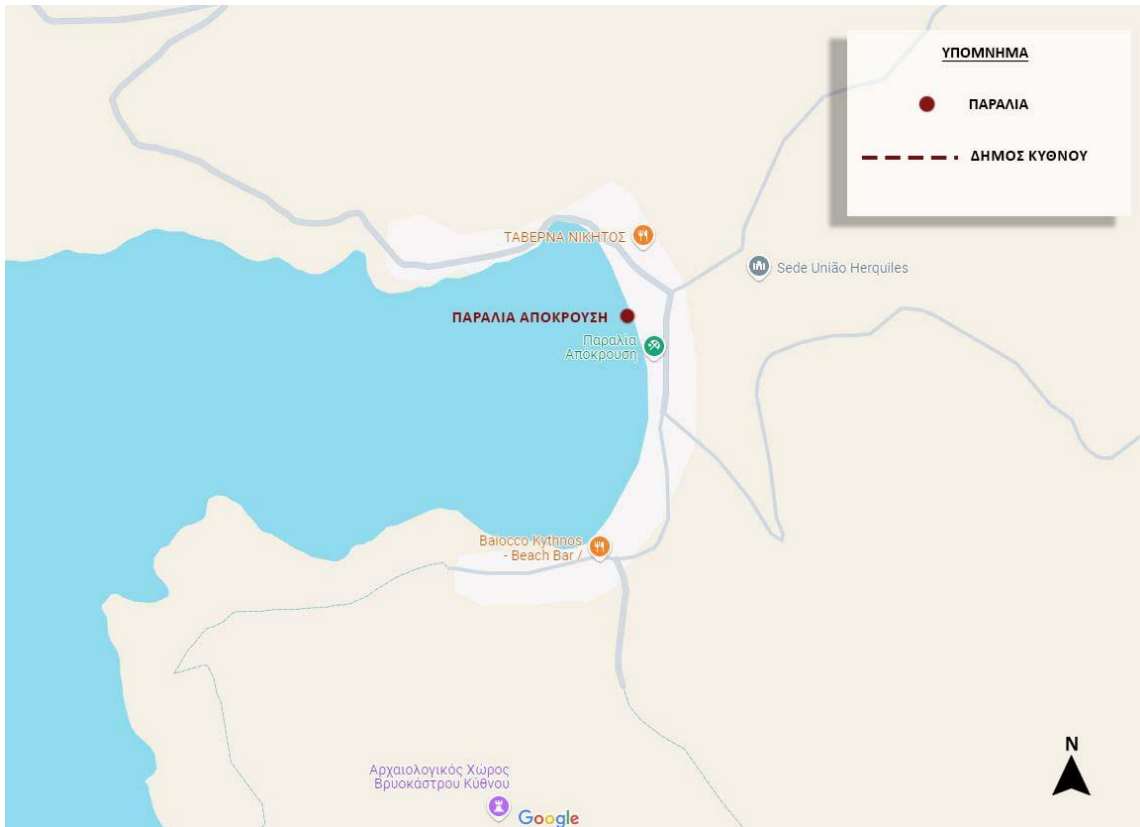 ΥΠΟΜΝΗΜΑ
ΠΑΡΑΛΙΑ
ΔΗΜΟΣ ΚΥΘΝΟΥ
ΤΑΒΕΡΝΑ ΝΙΚΗΤΟΣ
Sede União Herquiles
ΠΑΡΑΛΙΑ ΑΠΟΚΡΟΥΣΗ
Παραλία
Απόκρουση
Baiocco Kythnos
- Beach Bar /
N
Αρχαιολογικός Χώρος
Βρυοκάστρου Κύθνου
Google